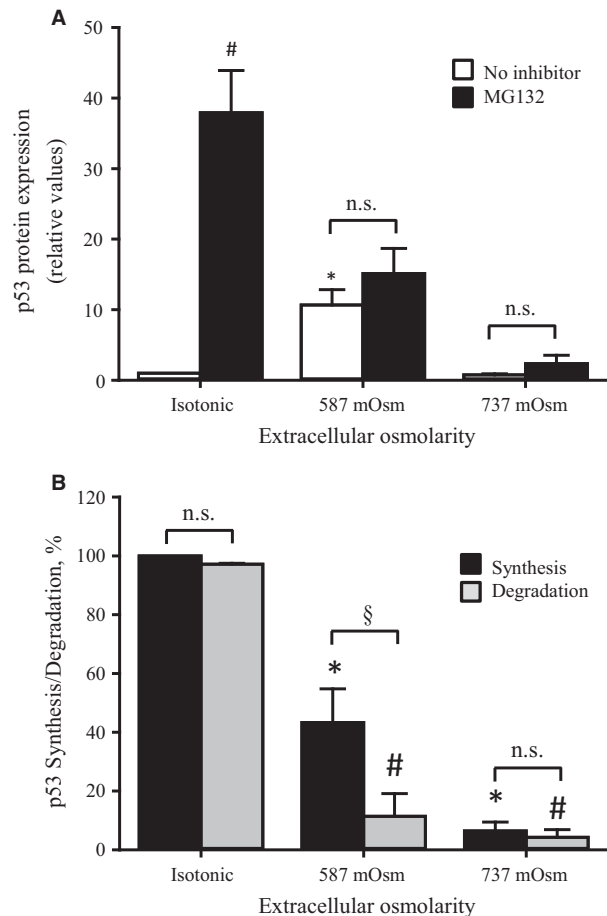 A
p53 protein expression
(relative values)
50
40
30
20
10
0
#
No inhibitor
MG132
n.s.
*
n.s.
Isotonic
587 mOsm
737 mOsm
Extracellular osmolarity
B
p53 Synthesis/Degradation, %
120
100
80
60
40
20
0
n.s.
Synthesis
Degradation
§
*
#
n.s.
*
#
Isotonic
587 mOsm
737 mOsm
Extracellular osmolarity